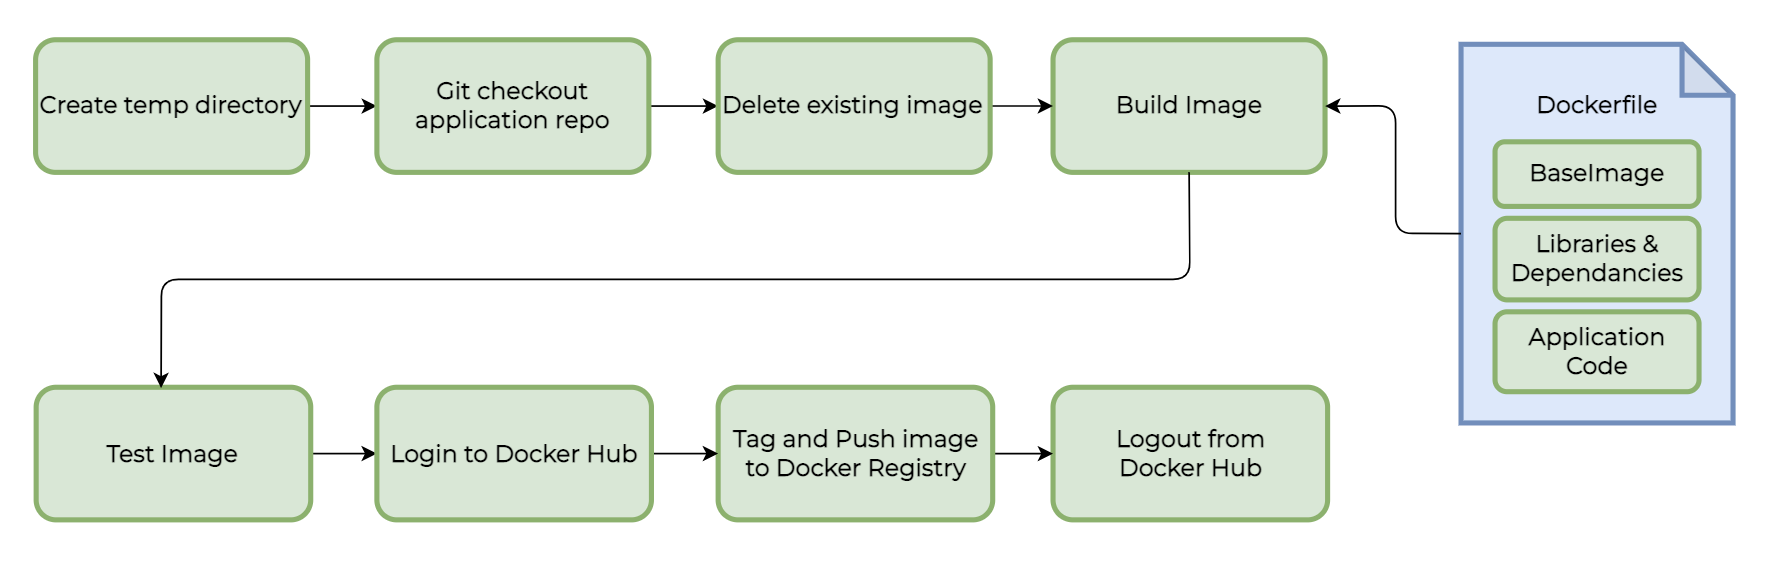 Create temp directory
Git checkout
application repo
Delete existing image
Build Image
Dockerfile
BaseImage
Libraries &
Dependancies
Application
Code
Test Image
Login to Docker Hub
Tag and Push image
to Docker Registry
Logout from
Docker Hub